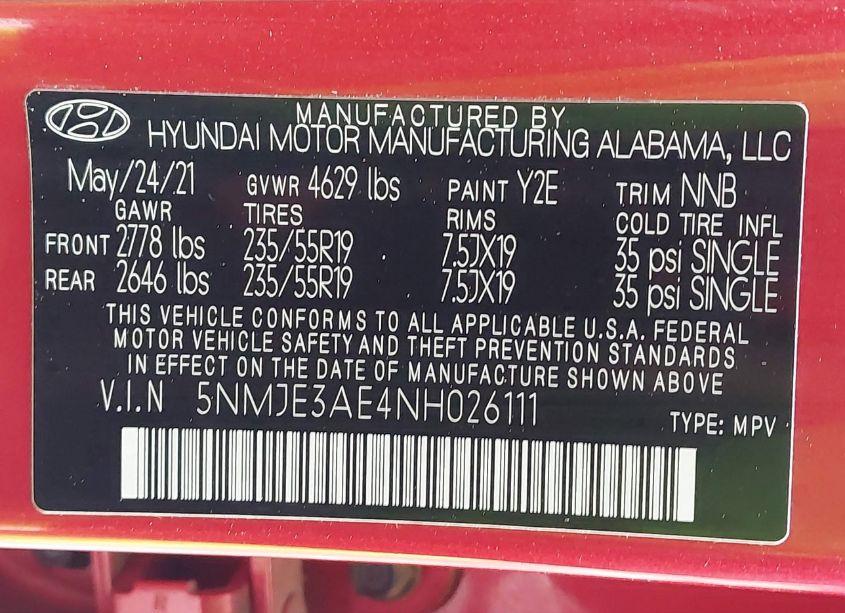 MANUFACTURED BY
HYUNDAI MOTOR MANUFACTURING ALABAMA, LLC
May/24/21 GVWR 4629 lbs PAINT Y2E TRIM NNB
GAWR TIRES RIMS COLD TIRE INFL
FRONT 2778 lbs 235/55R19 7.5JX19 35 psi SINGLE
REAR 2646 lbs 235/55R19 7.5JX19 35 psi SINGLE
THIS VEHICLE CONFORMS TO ALL APPLICABLE U.S.A. FEDERAL
MOTOR VEHICLE SAFETY AND THEFT PREVENTION STANDARDS
IN EFFECT ON THE DATE OF MANUFACTURE SHOWN ABOVE
V.I.N 5NMJE3AE4NH026111 TYPE: MPV